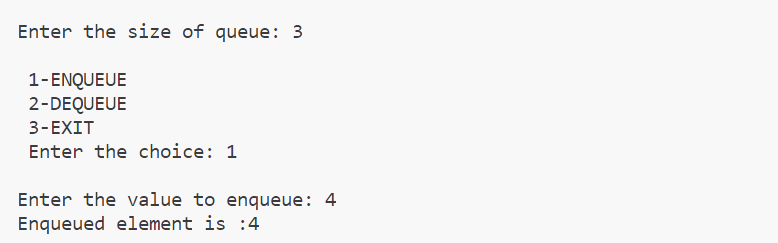 Enter the size of queue: 3
1-ENQUEUE
2-DEQUEUE
3-EXIT
Enter the choice: 1
Enter the value to enqueue: 4
Enqueued element is :4